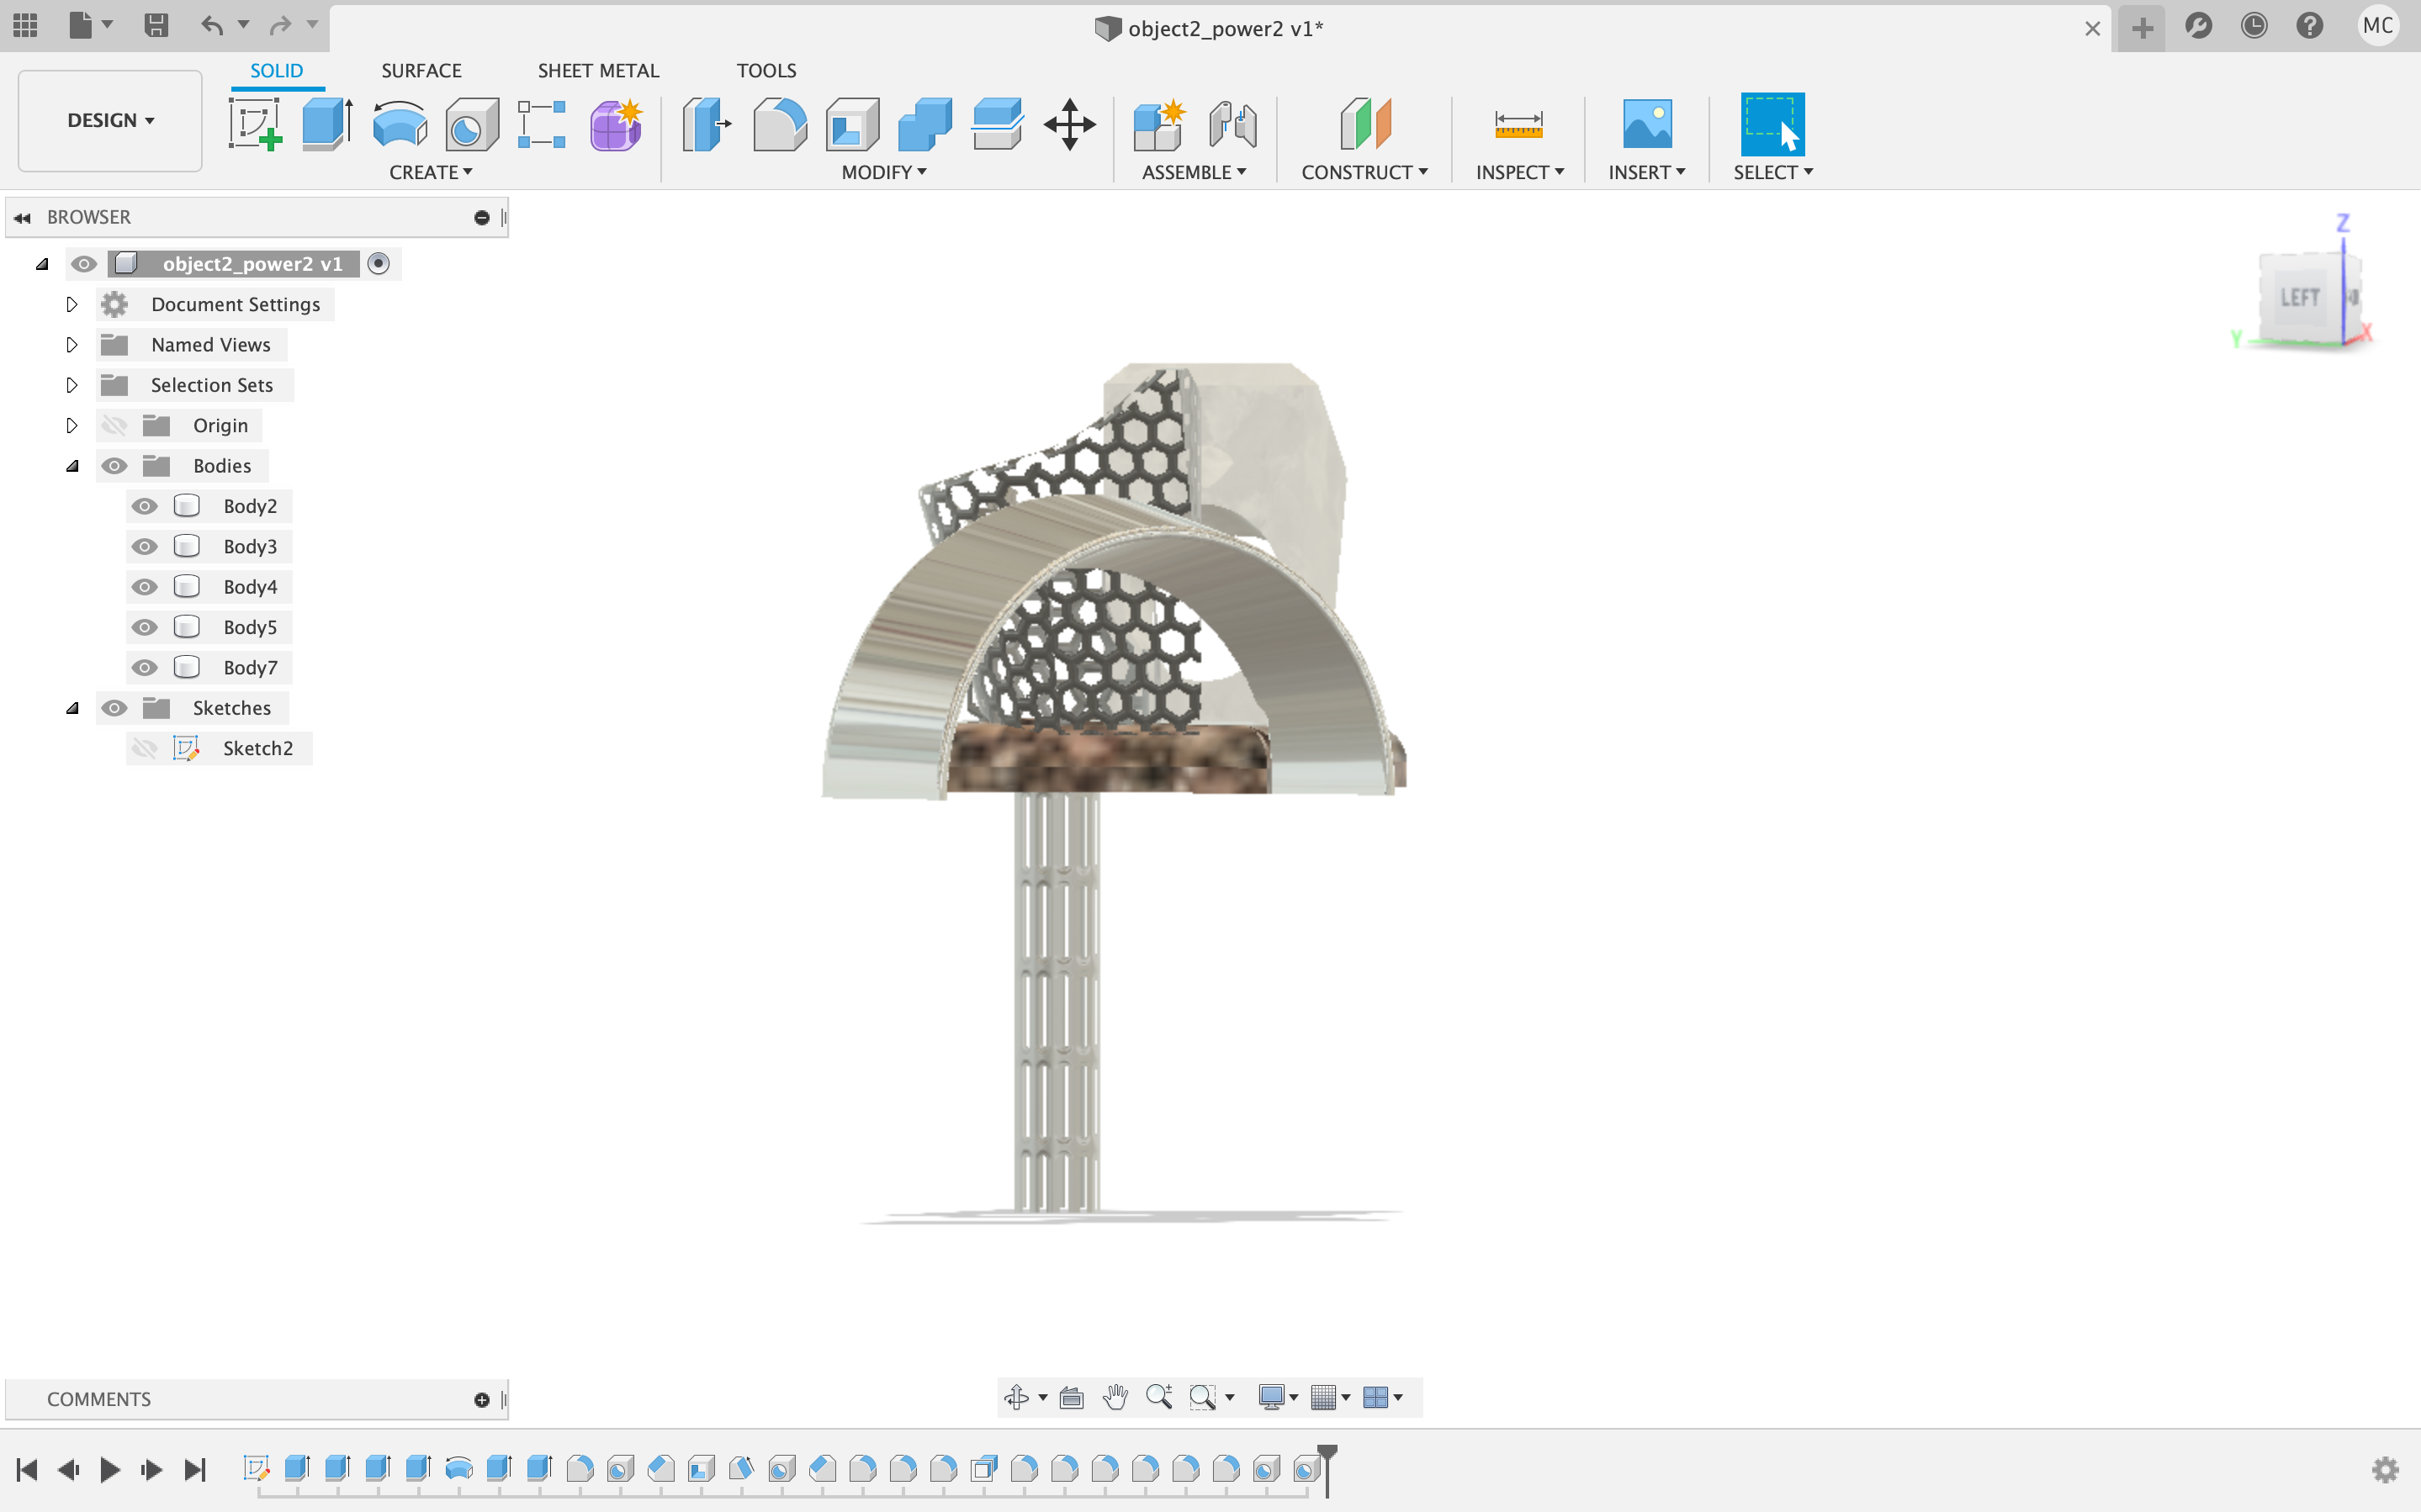 object2_power2 v1*
MC
SOLID
SURFACE
SHEET METAL
TOOLS
DESIGN
CREATE
MODIFY
ASSEMBLE
CONSTRUCT
INSPECT
INSERT
SELECT
BROWSER
object2_power2 v1
Document Settings
Named Views
Selection Sets
Origin
Bodies
Body2
Body3
Body4
Body5
Body7
Sketches
Sketch2
Z
LEFT
Y
X
COMMENTS